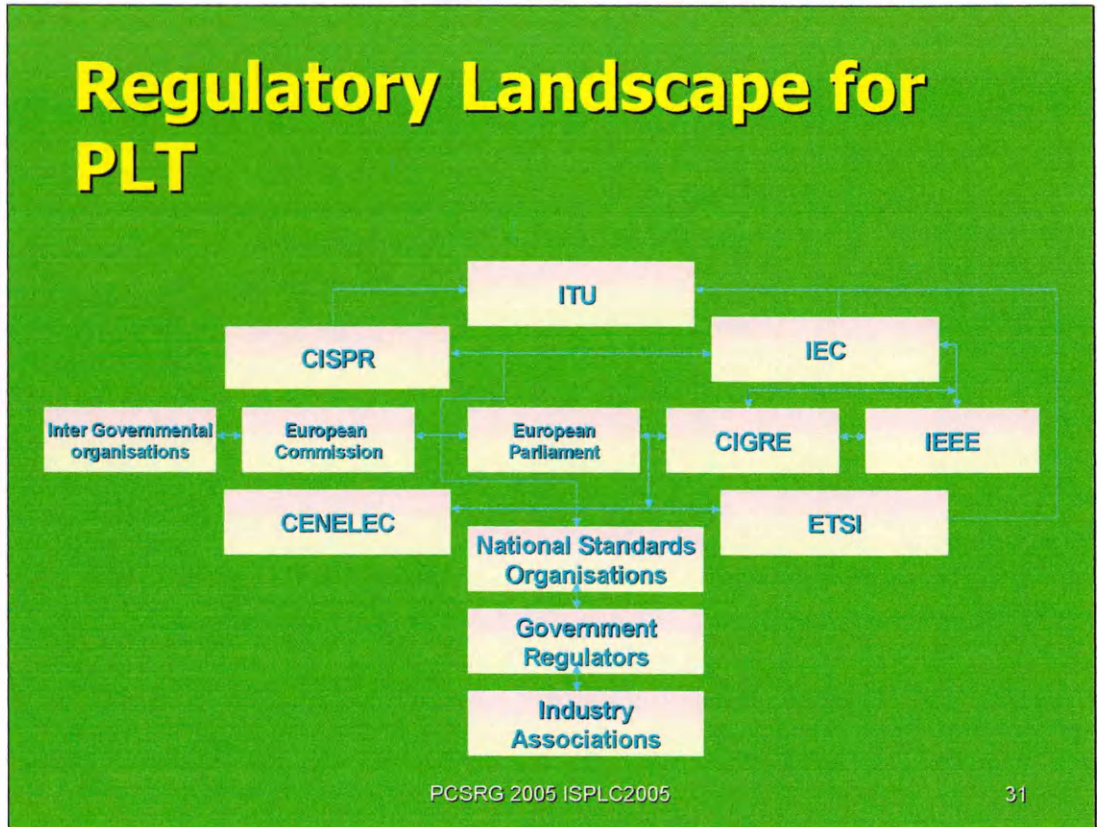 Regulatory Landscape for
PLT
ITU
CISPR
IEC
Inter Governmental
organisations
European
Commission
European
Parliament
CIGRE
IEEE
CENELEC
ETSI
National Standards
Organisations
Government
Regulators
Industry
Associations
PCSRG 2005 ISPLC2005
31